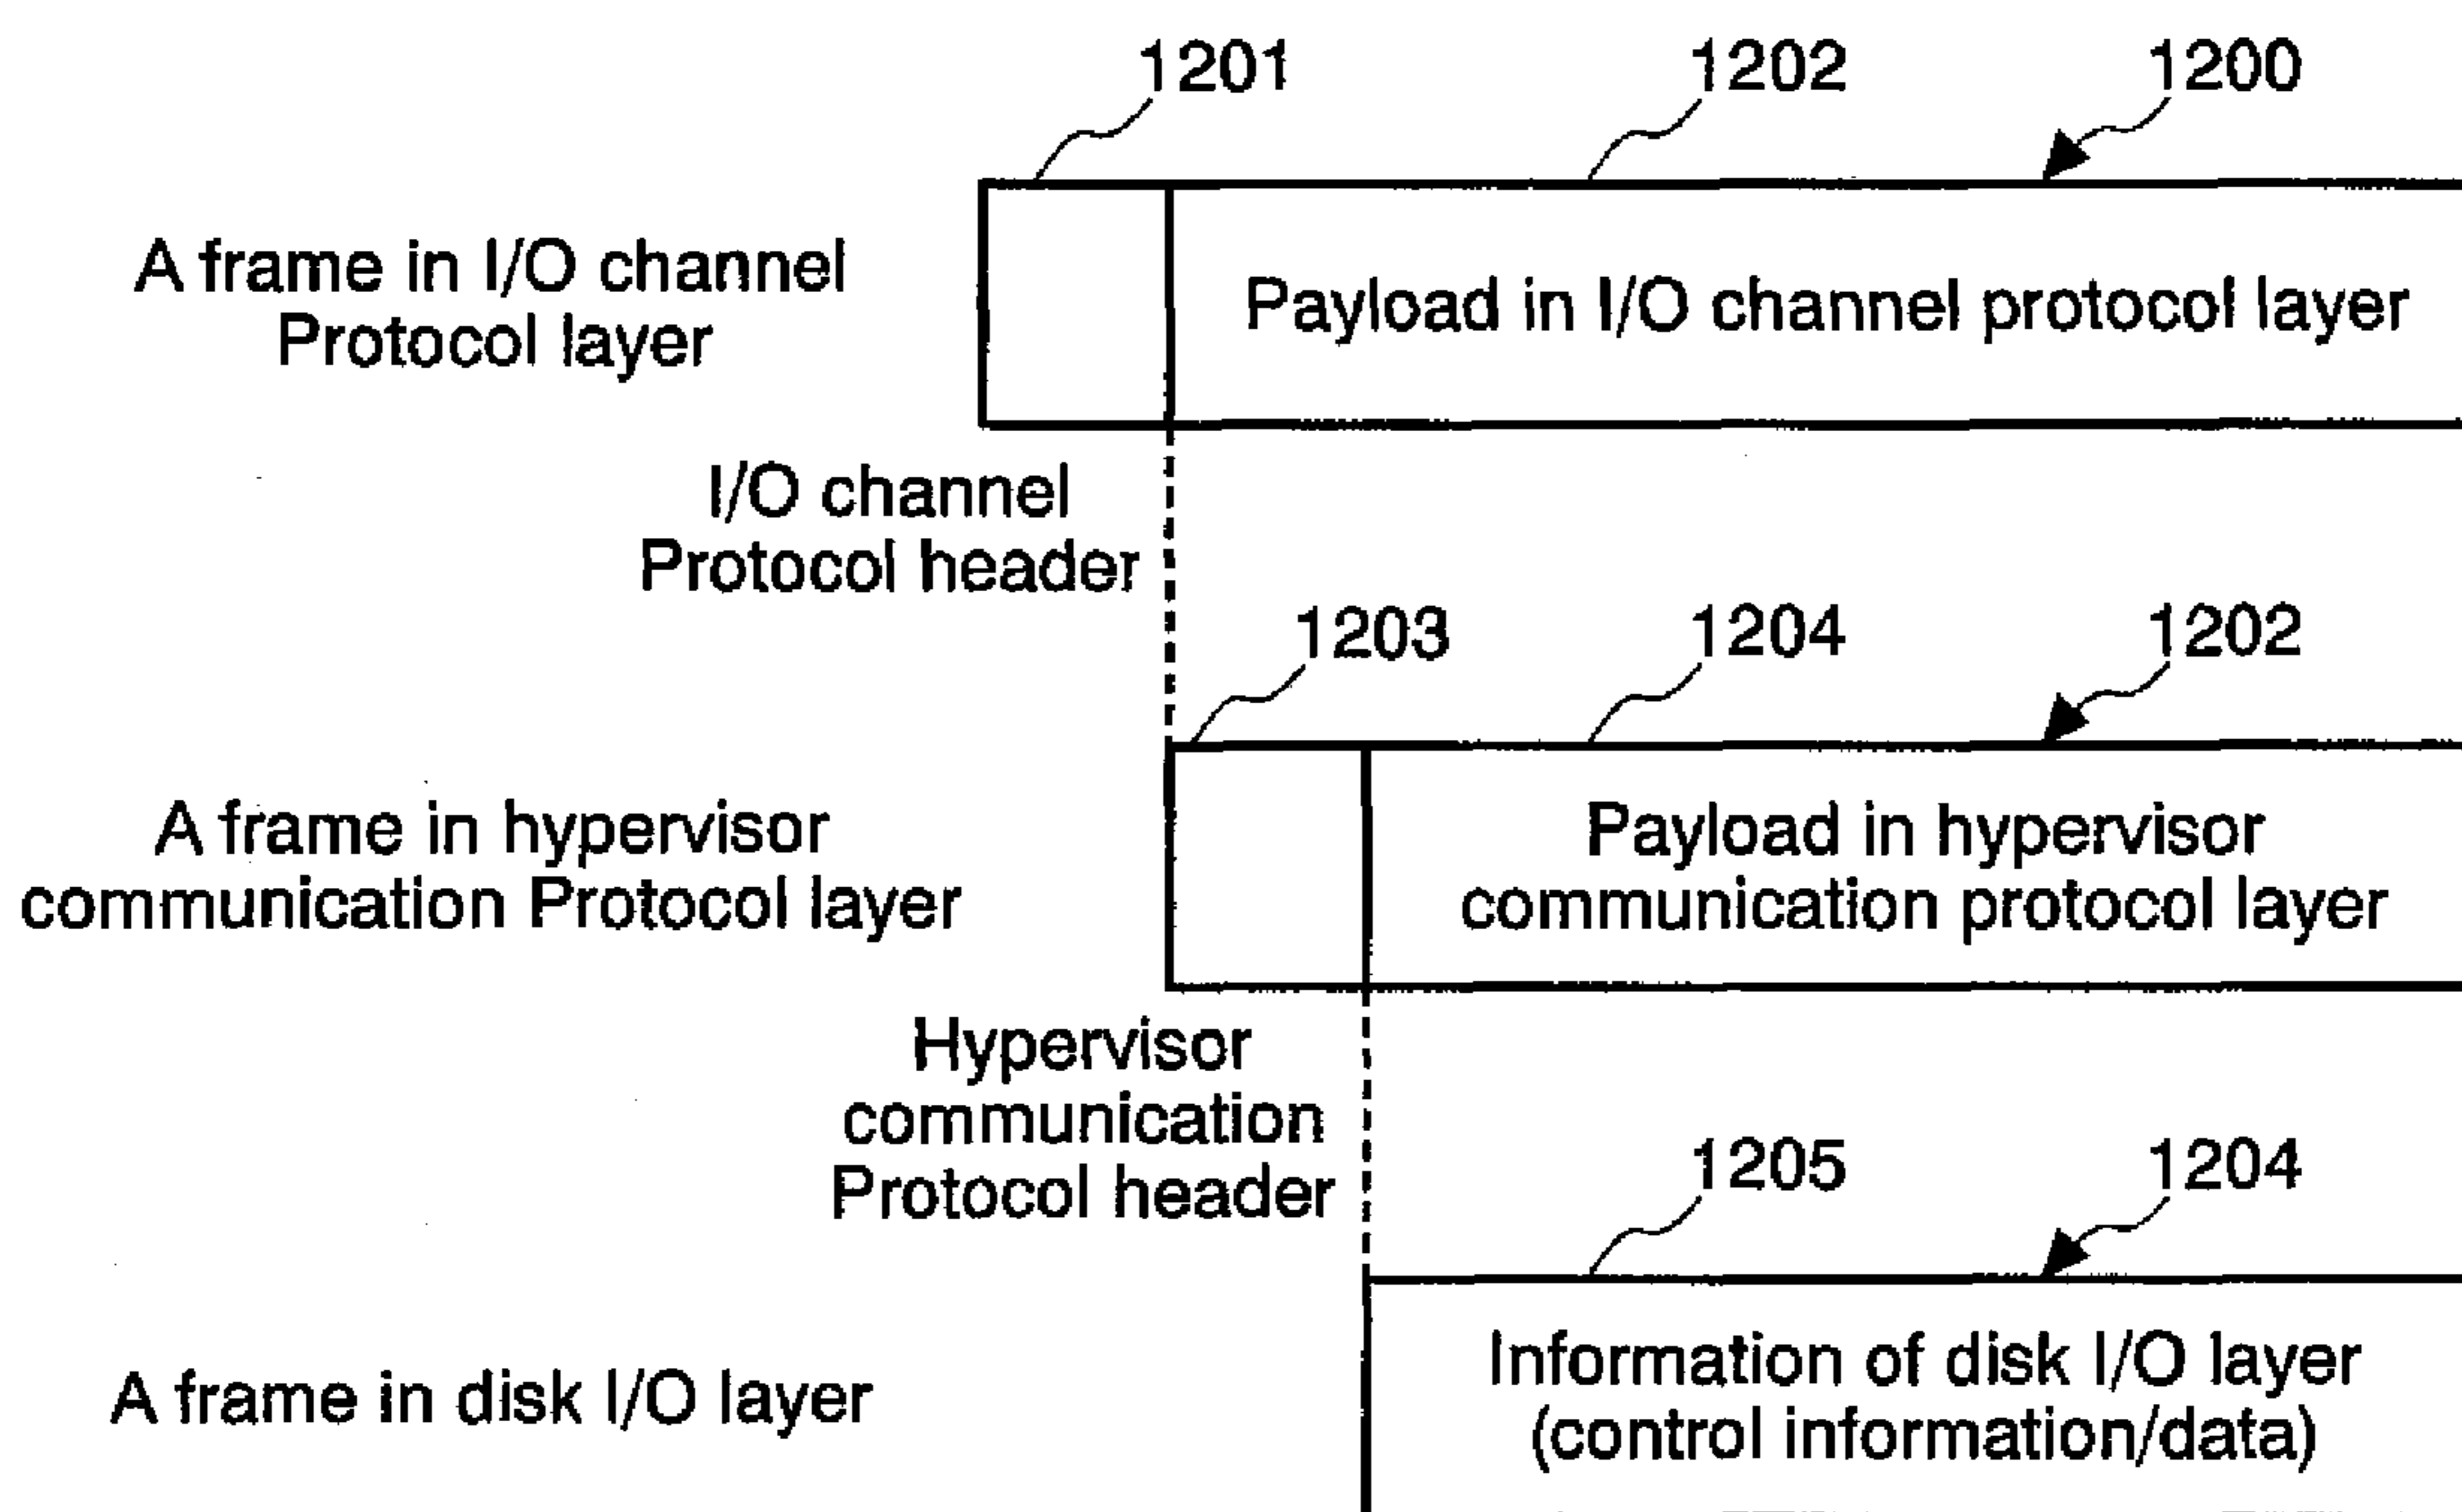 1201
1202
1200
A frame in I/O channel
Protocol layer
Payload in I/O channel protocol layer
I/O channel
Protocol header
1203
1204
1202
A frame in hypervisor
communication Protocol layer
Payload in hypervisor
communication protocol layer
Hypervisor
communication
Protocol header
1205
1204
A frame in disk I/O layer
Information of disk I/O layer
(control information/data)